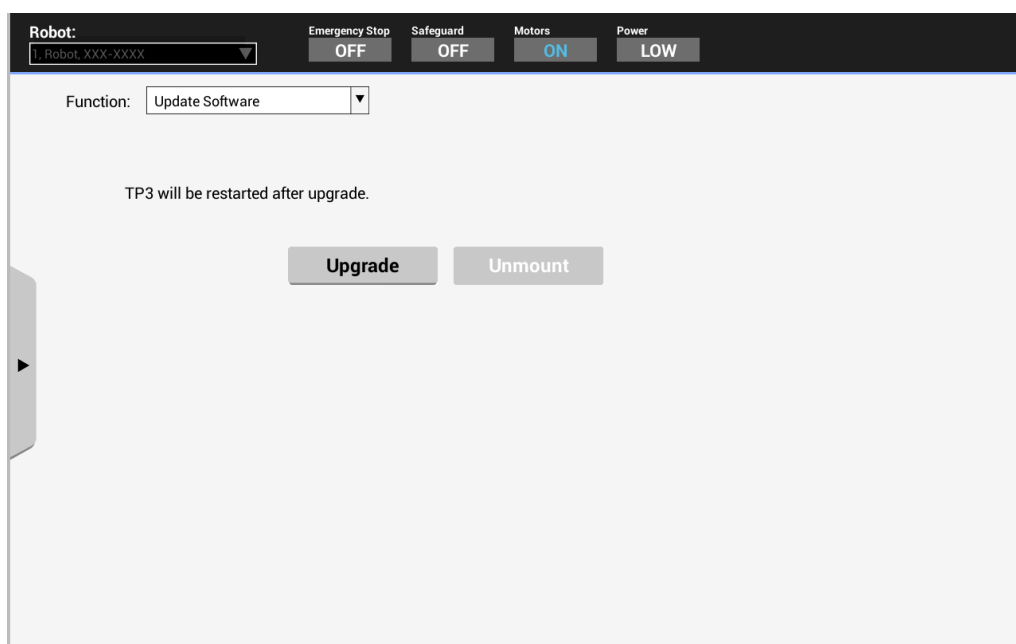 Robot:
Emergency Stop Safeguard Motors Power
1, Robot, XXX-XXXX
OFF OFF ON LOW
Function: Update Software
TP3 will be restarted after upgrade.
Upgrade Unmount